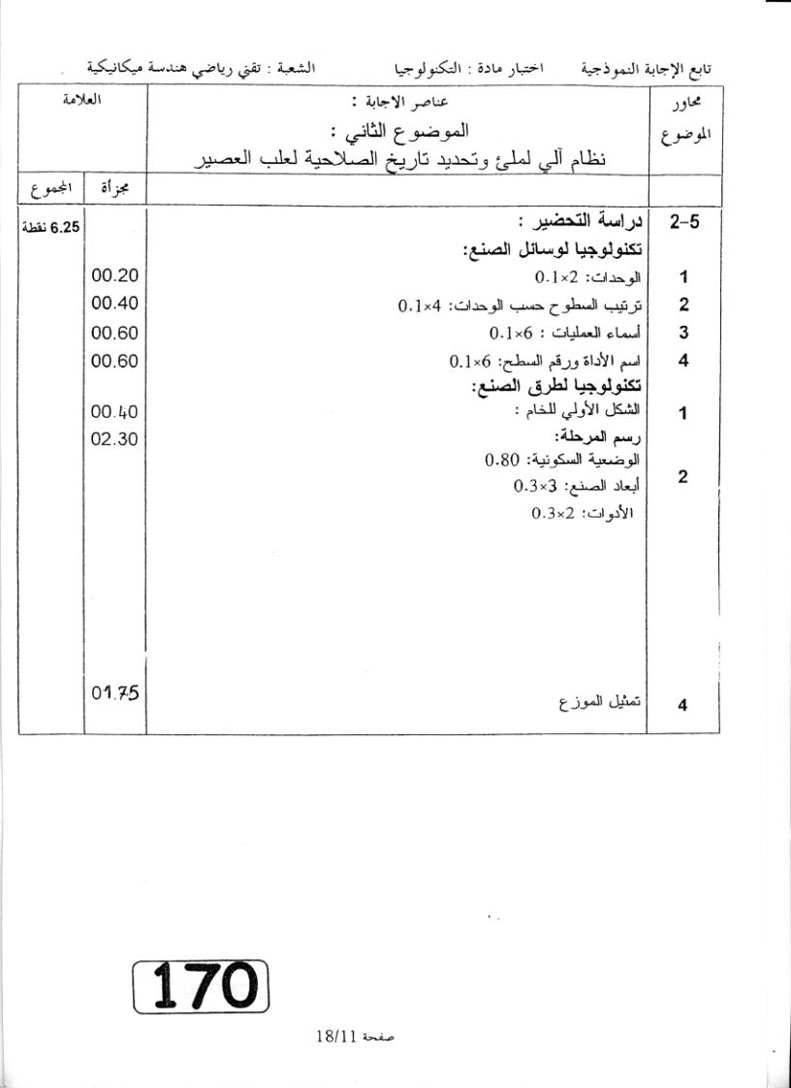 تابع الإجابة النموذجية اختبار مادة : التكنولوجيا الشعبة : تقني رياضي هندسة ميكانيكية
محاور الموضوع
عناصر الاجابة :
الموضوع الثاني :
نظام آلي لملئ وتحديد تاريخ الصلاحية لعلب العصير
العلامة
مجزأة المجموع
2-5 دراسة التحضير : 6.25 نقطة
تكنولوجيا لوسائل الصنع:
1 الوحدات: 2×0.1 00.20
2 ترتيب السطوح حسب الوحدات: 4×0.1 00.40
3 أسماء العمليات : 6×0.1 00.60
4 اسم الأداة ورقم السطح: 6×0.1 00.60
تكنولوجيا لطرق الصنع:
1 الشكل الأولي للخام : 00.40
رسم المرحلة: 02.30
الوضعية السكونية: 0.80
2 أبعاد الصنع: 3×0.3
الأدوات: 2×0.3
4 تمثيل الموزع 01.75
170
صفحة 18/11